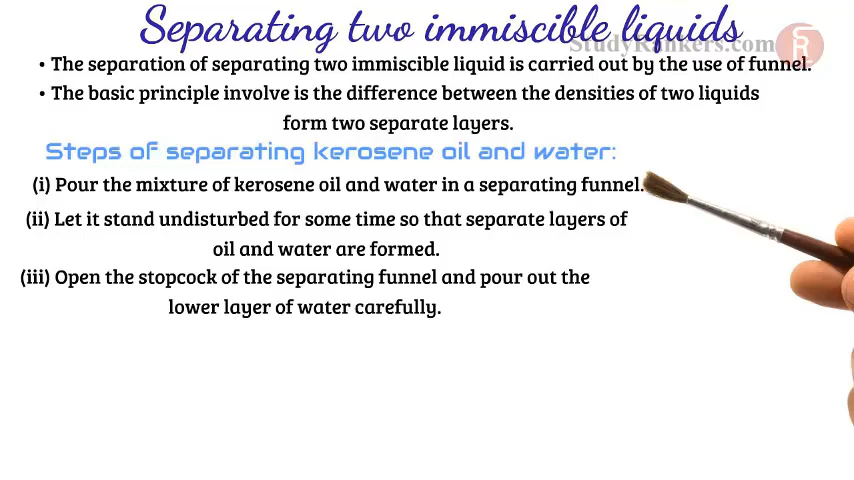 Separating two immiscible liquids
StudyRankers.com
• The separation of separating two immiscible liquid is carried out by the use of funnel.
• The basic principle involve is the difference between the densities of two liquids
form two separate layers.
Steps of separating kerosene oil and water:
(i) Pour the mixture of kerosene oil and water in a separating funnel.
(ii) Let it stand undisturbed for some time so that separate layers of
oil and water are formed.
(iii) Open the stopcock of the separating funnel and pour out the
lower layer of water carefully.